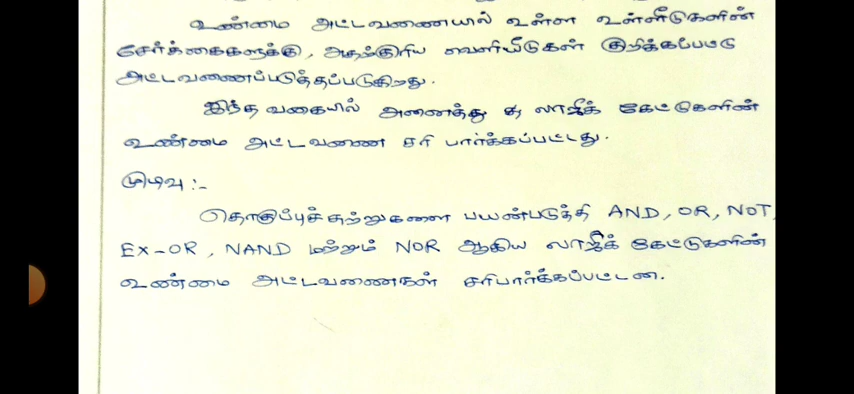 உண்மை அட்டவணையில் உள்ள உள்ளீடுகளின்
சேர்க்கைகளுக்கு, அதற்குரிய வெளியீடுகள் குறிக்கப்பட்டு
அட்டவணைப்படுத்தப்படுகிறது.
இந்த வகையில் அனைத்து லாஜிக் கேட்டுகளின்
உண்மை அட்டவணை சரி பார்க்கப்பட்டது.
முடிவு :-
தொகுப்புச்சுற்றுகளை பயன்படுத்தி AND, OR, NOT,
EX-OR, NAND மற்றும் NOR ஆகிய லாஜிக் கேட்டுகளின்
உண்மை அட்டவணைகள் சரிபார்க்கப்பட்டன.